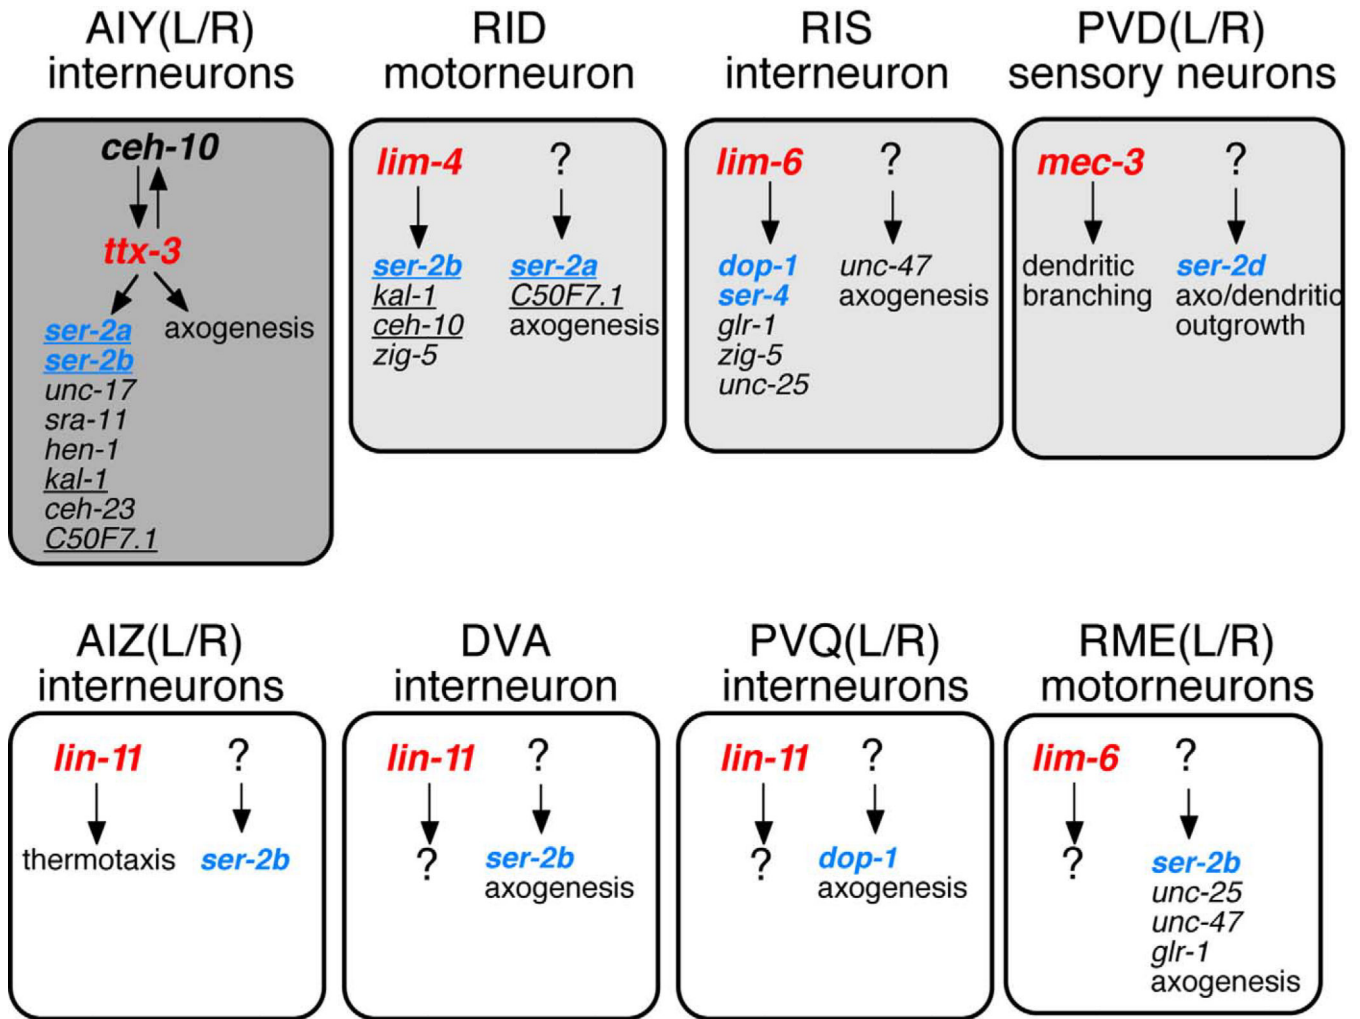 AIY(L/R)
interneurons
ceh-10
ttx-3
ser-2a
ser-2b
unc-17
sra-11
hen-1
kal-1
ceh-23
C50F7.1
axogenesis
RID
motorneuron
lim-4
ser-2b
kal-1
ceh-10
zig-5
?
ser-2a
C50F7.1
axogenesis
RIS
interneuron
lim-6
dop-1
ser-4
glr-1
zig-5
unc-25
?
unc-47
axogenesis
PVD(L/R)
sensory neurons
mec-3
dendritic
branching
?
ser-2d
axo/dendritic
outgrowth
AIZ(L/R)
interneurons
lin-11
thermotaxis
?
ser-2b
DVA
interneuron
lin-11
?
?
ser-2b
axogenesis
PVQ(L/R)
interneurons
lin-11
?
?
dop-1
axogenesis
RME(L/R)
motorneurons
lim-6
?
?
ser-2b
unc-25
unc-47
glr-1
axogenesis